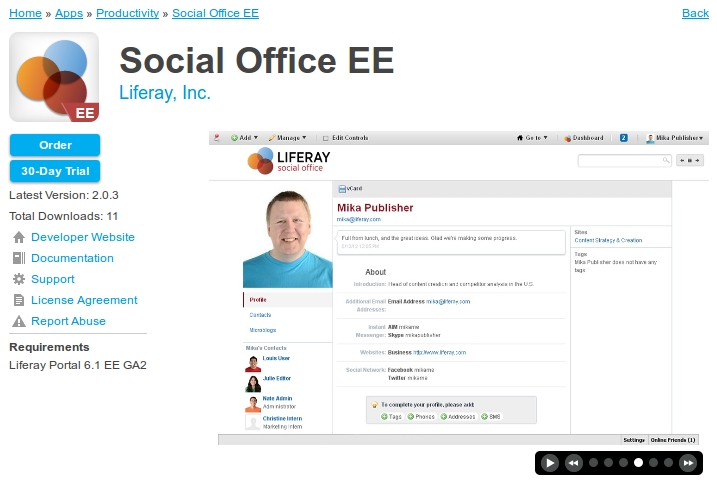 Home » Apps » Productivity » Social Office EE
Back
Social Office EE
Liferay, Inc.
EE
Order
30-Day Trial
Latest Version: 2.0.3
Total Downloads: 11
Developer Website
Documentation
Support
License Agreement
Report Abuse
Requirements
Liferay Portal 6.1 EE GA2
Add
Manage
Edit Controls
Go to
Dashboard
2
Mika Publisher
LIFERAY
social office
vCard
Mika Publisher
mika@liferay.com
Full from lunch, and the great ideas. Glad we're making some progress.
Sites
Content Strategy & Creation
Tags
Mika Publisher does not have any
tags
About
Introduction: Head of content creation and competitor analysis in the U.S.
Additional Email Addresses: Email Address mika@liferay.com
Instant Messenger: AIM mikame
Skype mikapublisher
Websites: Business http://www.liferay.com
Social Network: Facebook mikame
Twitter mikame
To complete your profile, please add:
Tags Phones Addresses SMS
Profile
Contacts
Microblogs
Mika's Contacts
Louis User
Julie Editor
Nate Admin
Administrator
Christine Intern
Marketing Intern
Settings
Online Friends (1)